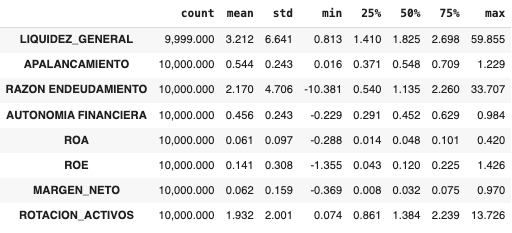 count mean std min 25% 50% 75% max
LIQUIDEZ_GENERAL 9,999.000 3.212 6.641 0.813 1.410 1.825 2.698 59.855
APALANCAMIENTO 10,000.000 0.544 0.243 0.016 0.371 0.548 0.709 1.229
RAZON ENDEUDAMIENTO 10,000.000 2.170 4.706 -10.381 0.540 1.135 2.260 33.707
AUTONOMIA FINANCIERA 10,000.000 0.456 0.243 -0.229 0.291 0.452 0.629 0.984
ROA 10,000.000 0.061 0.097 -0.288 0.014 0.048 0.101 0.420
ROE 10,000.000 0.141 0.308 -1.355 0.043 0.120 0.225 1.426
MARGEN_NETO 10,000.000 0.062 0.159 -0.369 0.008 0.032 0.075 0.970
ROTACION_ACTIVOS 10,000.000 1.932 2.001 0.074 0.861 1.384 2.239 13.726